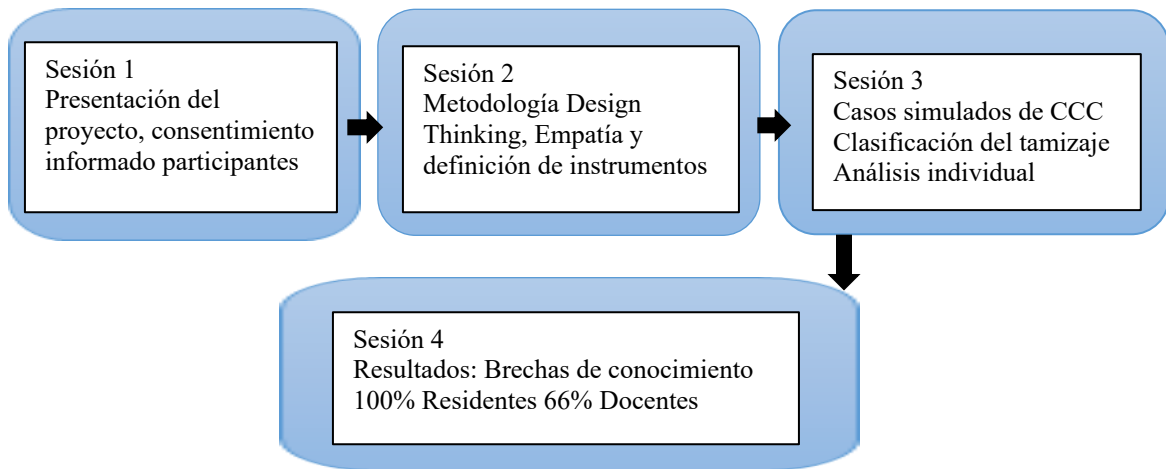 Sesión 1
Presentación del
proyecto, consentimiento
informado participantes
Sesión 2
Metodología Design
Thinking, Empatía y
definición de instrumentos
Sesión 3
Casos simulados de CCC
Clasificación del tamizaje
Análisis individual
Sesión 4
Resultados: Brechas de conocimiento
100% Residentes 66% Docentes